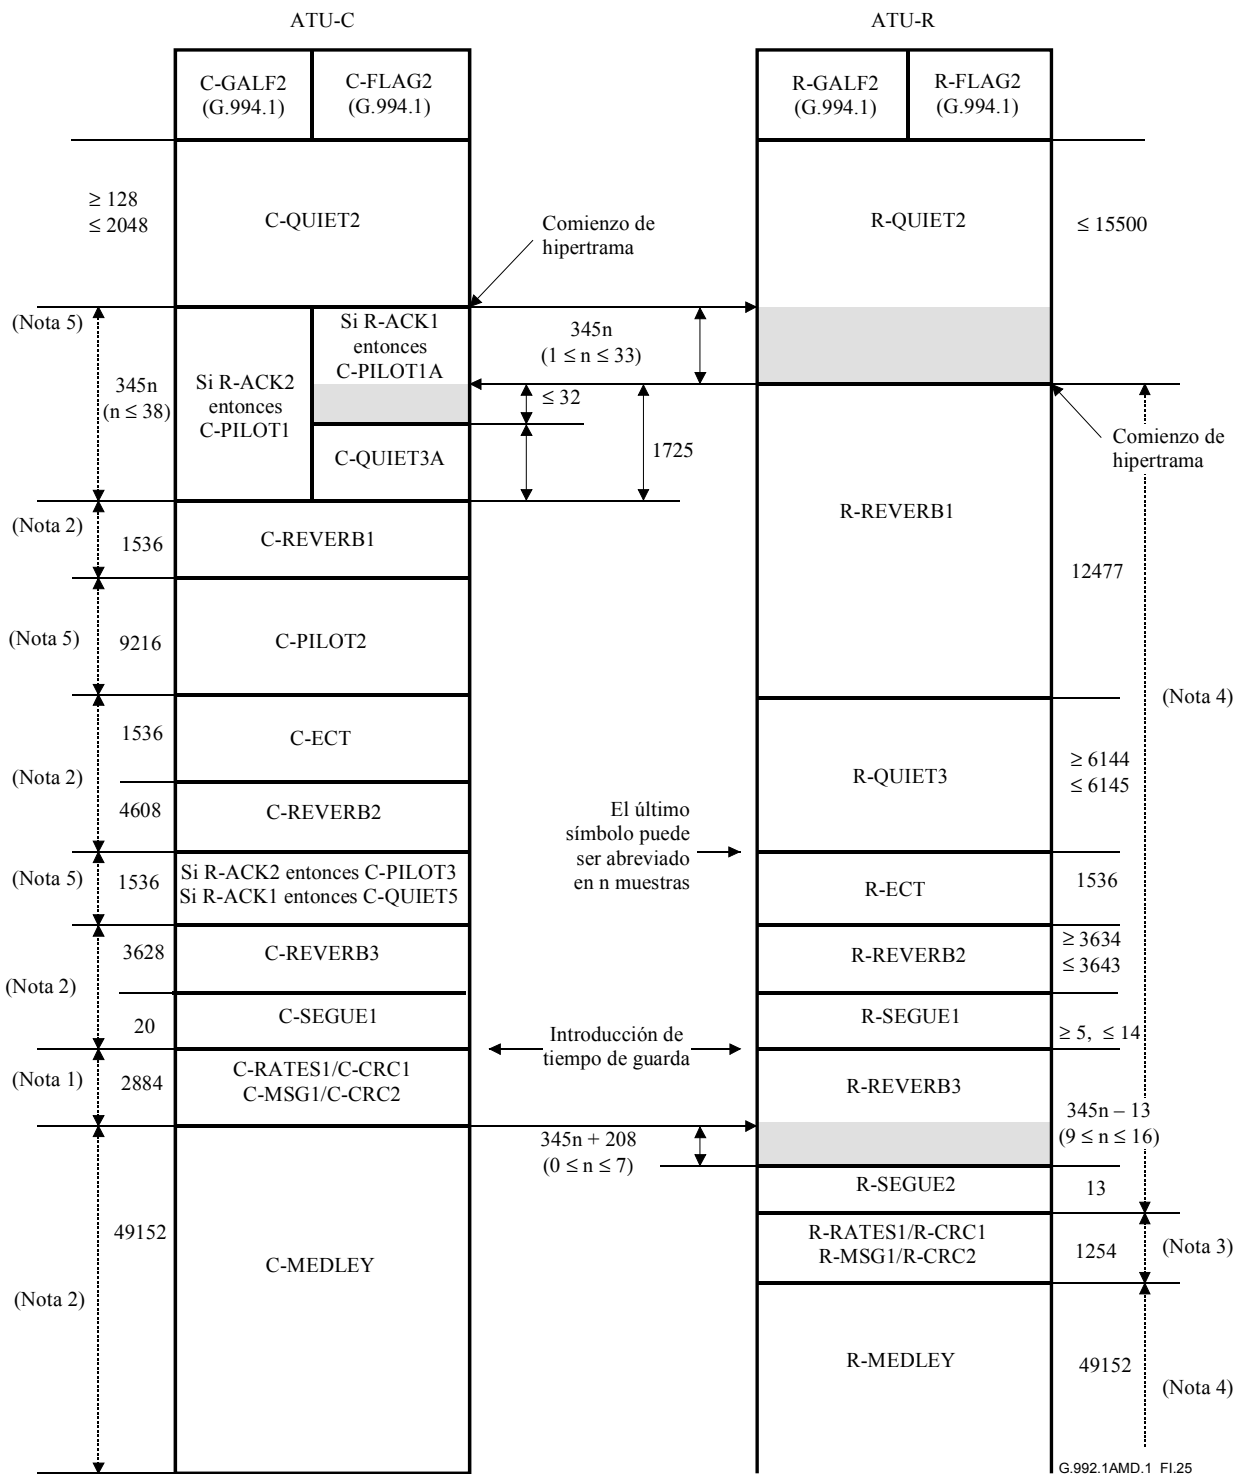 ATU-C
ATU-R
C-GALF2
(G.994.1)
C-FLAG2
(G.994.1)
R-GALF2
(G.994.1)
R-FLAG2
(G.994.1)
≥ 128
≤ 2048
C-QUIET2
Comienzo de
hipertrama
R-QUIET2
≤ 15500
(Nota 5)
345n
(n ≤ 38)
Si R-ACK2
entonces
C-PILOT1
Si R-ACK1
entonces
C-PILOT1A
345n
(1 ≤ n ≤ 33)
≤ 32
C-QUIET3A
1725
Comienzo de
hipertrama
(Nota 2)
1536
C-REVERB1
R-REVERB1
12477
(Nota 5)
9216
C-PILOT2
(Nota 4)
1536
C-ECT
(Nota 2)
4608
C-REVERB2
R-QUIET3
≥ 6144
≤ 6145
El último
símbolo puede
ser abreviado
en n muestras
(Nota 5)
1536
Si R-ACK2 entonces C-PILOT3
Si R-ACK1 entonces C-QUIET5
R-ECT
1536
3628
C-REVERB3
R-REVERB2
≥ 3634
≤ 3643
(Nota 2)
20
C-SEGUE1
R-SEGUE1
≥ 5, ≤ 14
Introducción de
tiempo de guarda
(Nota 1)
2884
C-RATES1/C-CRC1
C-MSG1/C-CRC2
R-REVERB3
345n – 13
(9 ≤ n ≤ 16)
345n + 208
(0 ≤ n ≤ 7)
R-SEGUE2
13
49152
C-MEDLEY
(Nota 2)
R-RATES1/R-CRC1
R-MSG1/R-CRC2
1254
(Nota 3)
R-MEDLEY
49152
(Nota 4)
G.992.1AMD.1_FI.25